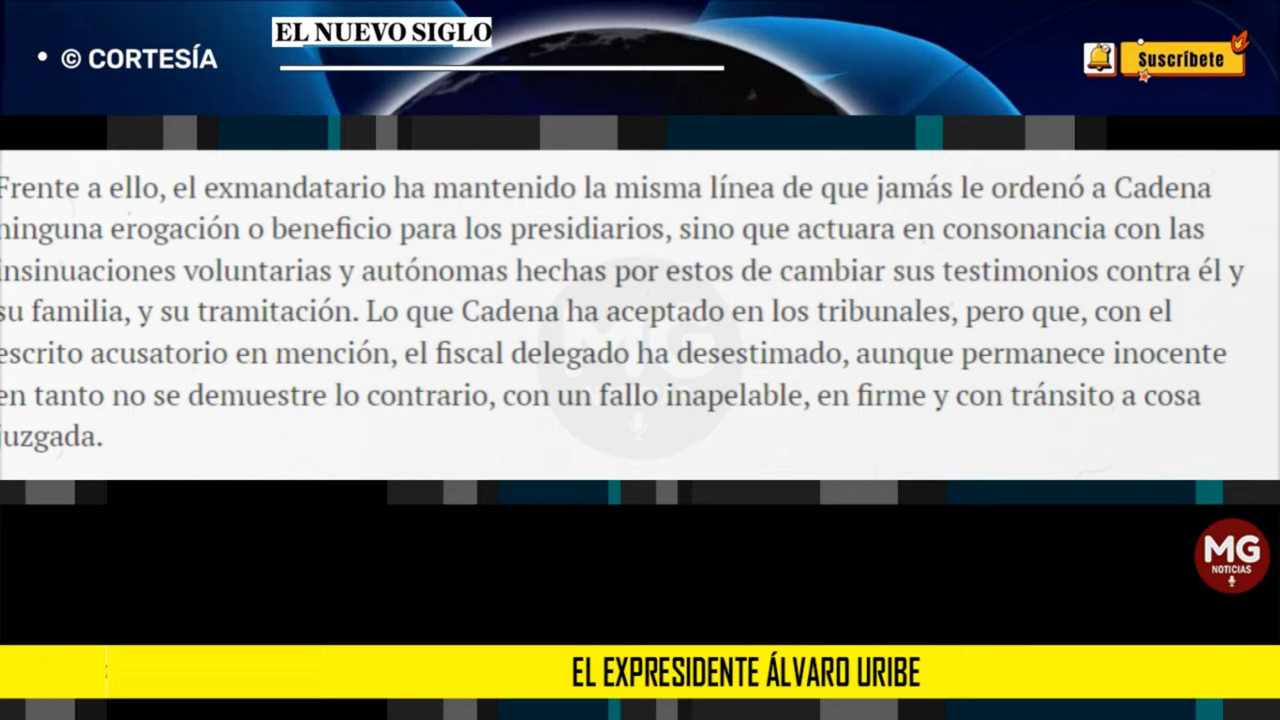 EL NUEVO SIGLO
• © CORTESÍA
Suscríbete
Frente a ello, el exmandatario ha mantenido la misma línea de que jamás le ordenó a Cadena
ninguna erogación o beneficio para los presidiarios, sino que actuara en consonancia con las
insinuaciones voluntarias y autónomas hechas por estos de cambiar sus testimonios contra él y
su familia, y su tramitación. Lo que Cadena ha aceptado en los tribunales, pero que, con el
escrito acusatorio en mención, el fiscal delegado ha desestimado, aunque permanece inocente
en tanto no se demuestre lo contrario, con un fallo inapelable, en firme y con tránsito a cosa
juzgada.
MG
NOTICIAS
MG
NOTICIAS
EL EXPRESIDENTE ÁLVARO URIBE